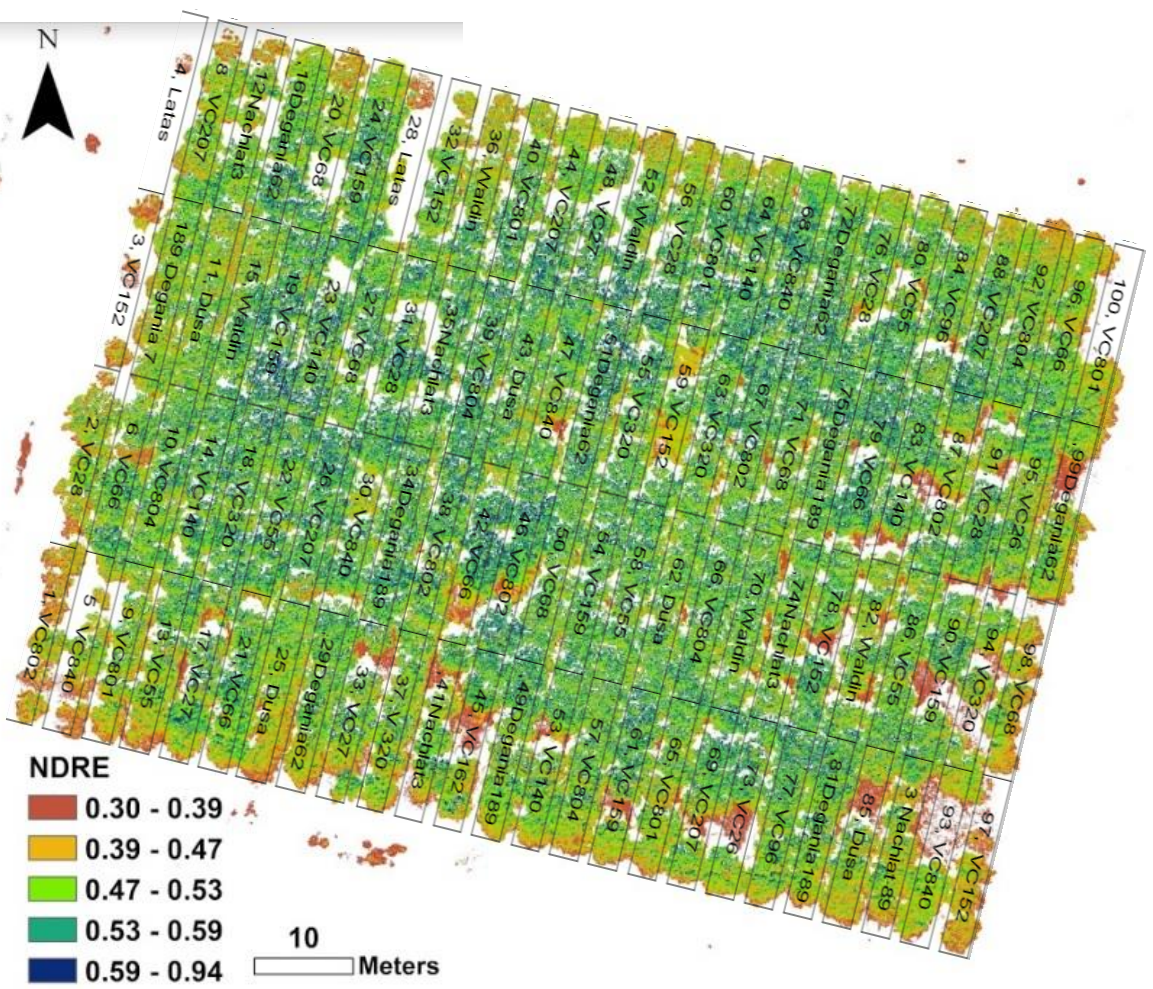 N
4, Latas
8, VC207
12Nachlat3
16Degania62
20, VC68
24, VC159
28, Latas
32, VC152
36, Waldin
40, VC801
44, VC207
48, VC27
52, Waldin
56, VC28
60, VC801
64, VC140
68, VC840
72Degania62
76, VC28
80, VC55
84, VC96
88, VC207
92, VC804
96, VC66
100, VC801
3, VC152
189 Degania 7
11, Dusa
15, Waldin
19, VC159
23, VC140
27, VC68
31, VC28
35Nachlat3
39, VC804
43, Dusa
47, VC840
51Degania62
55, VC320
59, VC152
63, VC320
67, VC802
71, VC68
75Degania189
79, VC66
83, VC140
87, VC802
91, VC28
95, VC26
99Degania62
2, VC28
6, VC66
10, VC804
14, VC140
18, VC320
22, VC55
26, VC207
30, VC840
34Degania189
38, VC802
42, VC66
46, VC802
50, VC68
54, VC159
58, VC55
62, Dusa
66, VC804
70, Waldin
74Nachlat3
78, VC152
82, Waldin
86, VC55
90, VC159
94, VC320
98, VC68
1, VC802
5, VC840
9, VC801
13, VC55
17, VC27
21, VC66
25, Dusa
29Degania62
33, VC27
37, VC320
41Nachlat3
45, VC162
49Degania189
53, VC140
57, VC804
61, VC159
65, VC801
69, VC207
73, VC26
77, VC96
81Degania189
85, Dusa
3 Nachlat 89
93, VC840
97, VC152
NDRE
0.30 - 0.39
0.39 - 0.47
0.47 - 0.53
0.53 - 0.59
0.59 - 0.94
10
Meters